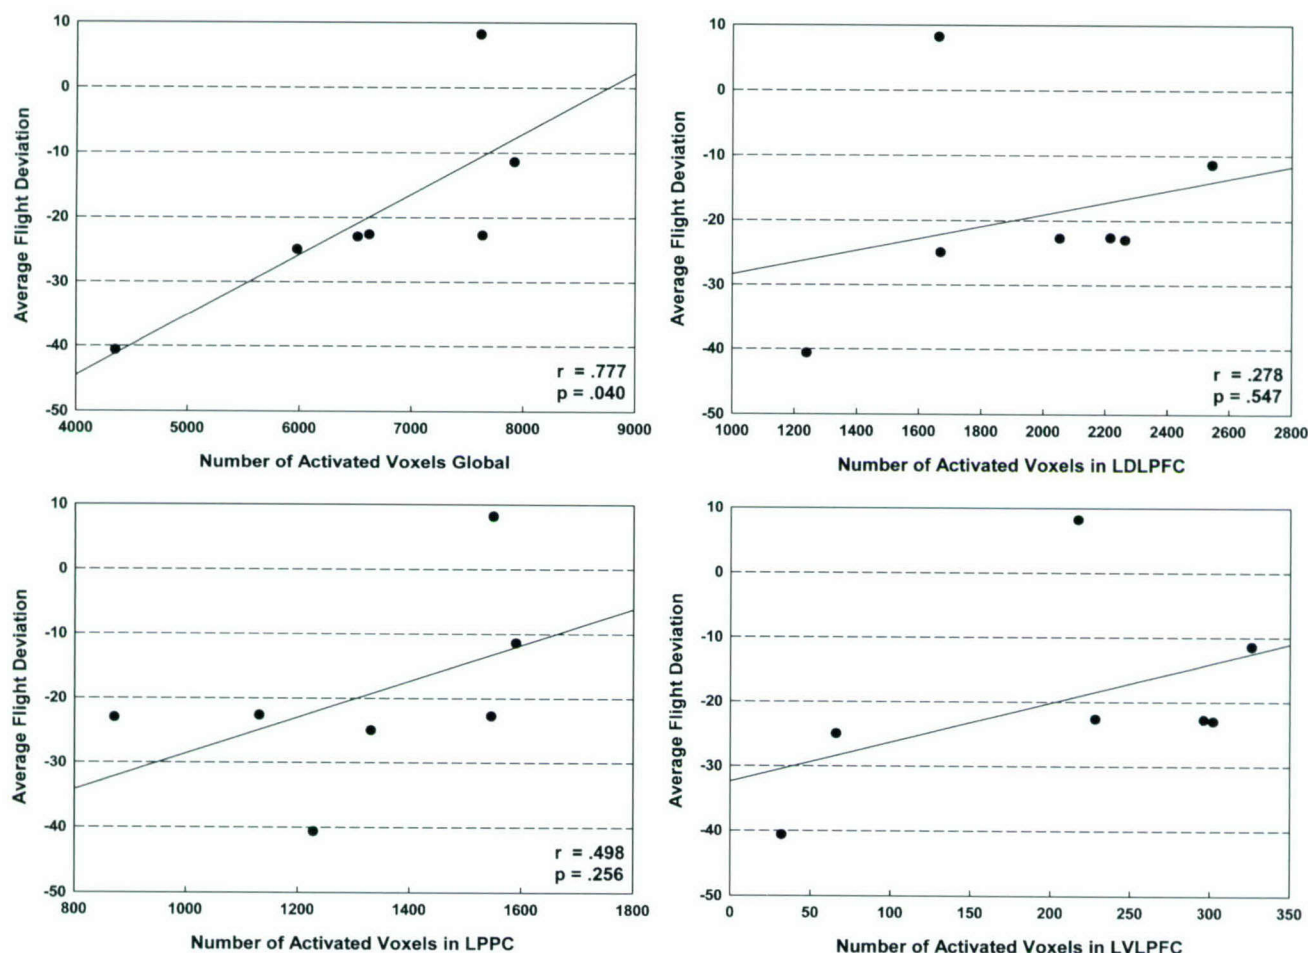 10
0
-10
-20
-30
-40
-50
Average Flight Deviation
4000 5000 6000 7000 8000 9000
Number of Activated Voxels Global
r = .777
p = .040
10
0
-10
-20
-30
-40
-50
Average Flight Deviation
1000 1200 1400 1600 1800 2000 2200 2400 2600 2800
Number of Activated Voxels in LDLPFC
r = .278
p = .547
10
0
-10
-20
-30
-40
-50
Average Flight Deviation
800 1000 1200 1400 1600 1800
Number of Activated Voxels in LPPC
r = .498
p = .256
10
0
-10
-20
-30
-40
-50
Average Flight Deviation
0 50 100 150 200 250 300 350
Number of Activated Voxels in LVLPFC